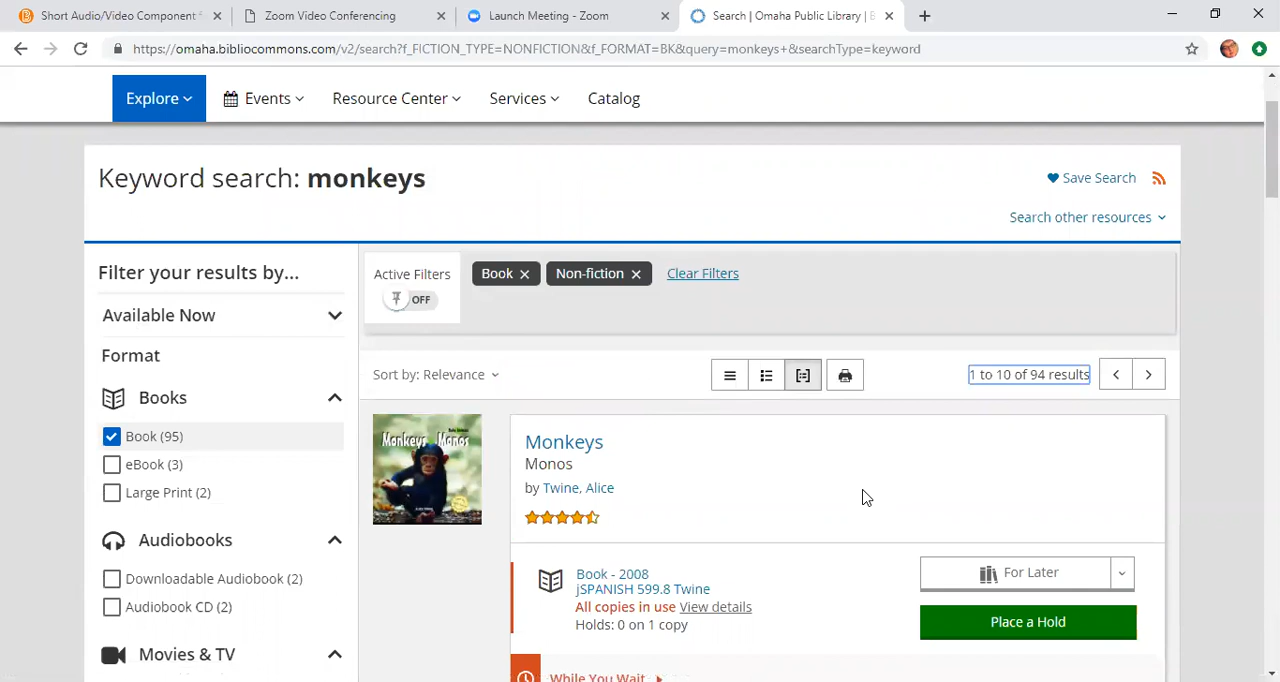 Short Audio/Video Component f
Zoom Video Conferencing
Launch Meeting - Zoom
Search | Omaha Public Library | B
https://omaha.bibliocommons.com/v2/search?f_FICTION_TYPE=NONFICTION&f_FORMAT=BK&query=monkeys+&searchType=keyword
Explore Events Resource Center Services Catalog
Keyword search: monkeys
Save Search
Search other resources
Filter your results by...
Active Filters
OFF
Book Non-fiction Clear Filters
Available Now
Format
Books
Book (95)
eBook (3)
Large Print (2)
Audiobooks
Downloadable Audiobook (2)
Audiobook CD (2)
Movies & TV
Sort by: Relevance
1 to 10 of 94 results
Monkeys Monos
Monkeys
Monos
by Twine, Alice
Book - 2008
jSPANISH 599.8 Twine
All copies in use View details
Holds: 0 on 1 copy
For Later
Place a Hold
While You Wait